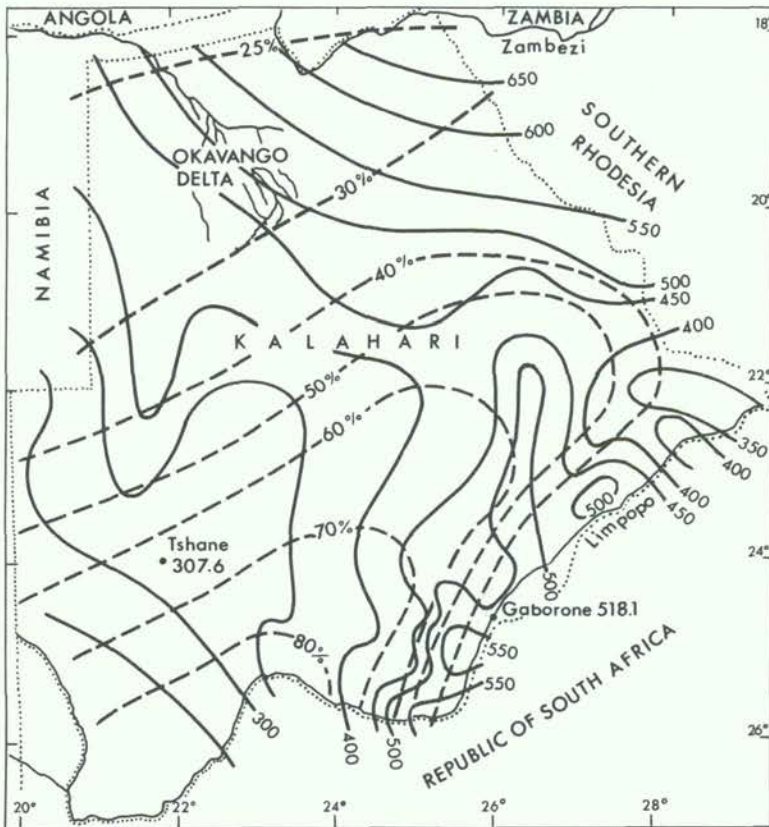 ANGOLA
ZAMBIA
Zambezi
18°
25%
650
600
SOUTHERN
RHODESIA
OKAVANGO
DELTA
30%
NAMIBIA
20°
550
40%
500
450
400
KALAHARI
50%
22°
60%
350
400
400
450
500
Limpopo
70%
Tshane
307.6
24°
500
Gaborone 518.1
80%
550
550
300
400
500
REPUBLIC OF SOUTH AFRICA
26°
20°
22°
24°
26°
28°